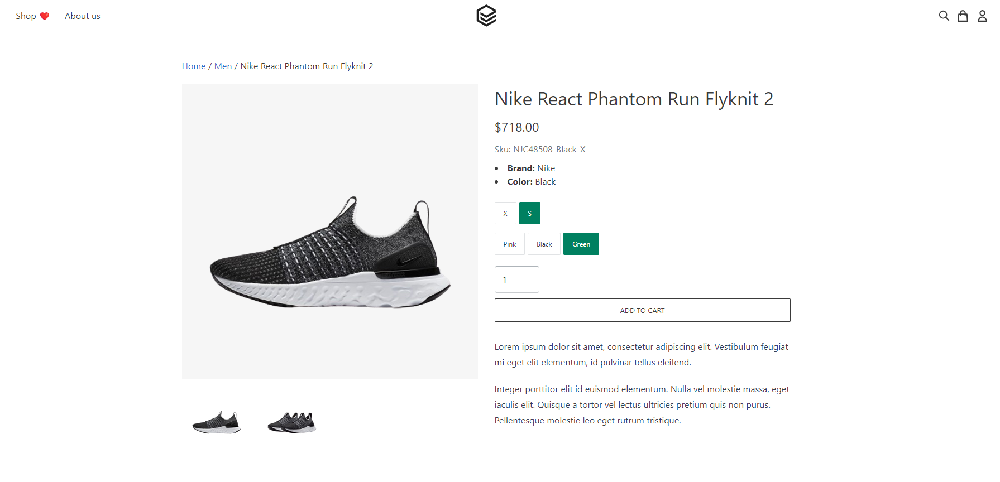 Shop ❤️ About us
Home / Men / Nike React Phantom Run Flyknit 2
Nike React Phantom Run Flyknit 2
$718.00
Sku: NJC48508-Black-X
Brand: Nike
Color: Black
X S
Pink Black Green
1
ADD TO CART
Lorem ipsum dolor sit amet, consectetur adipiscing elit. Vestibulum feugiat
mi eget elit elementum, id pulvinar tellus eleifend.
Integer porttitor elit id euismod elementum. Nulla vel molestie massa, eget
iaculis elit. Quisque a tortor vel lectus ultricies pretium quis non purus.
Pellentesque molestie leo eget rutrum tristique.